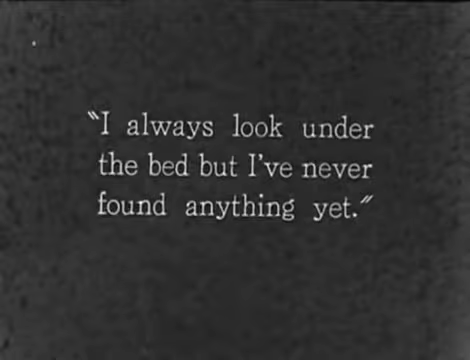 "I always look under
the bed but I've never
found anything yet."